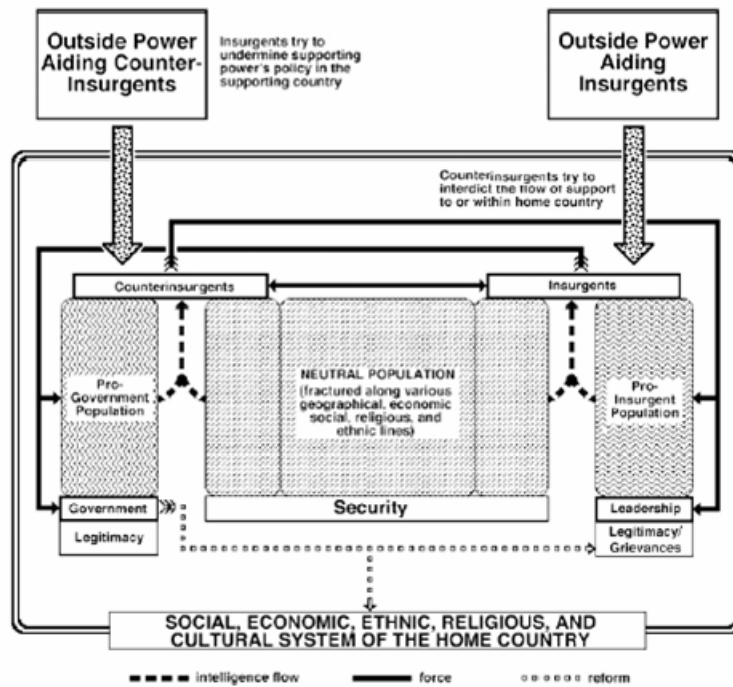 Outside Power
Aiding Counter-
Insurgents
Insurgents try to
undermine supporting
power's policy in the
supporting country
Outside Power
Aiding
Insurgents
Counterinsurgents try to
interdict the flow of support
to or within home country
Counterinsurgents
Insurgents
Pro-
Government
Population
NEUTRAL POPULATION
(fractured along various
geographical, economic
social, religious, and
ethnic lines)
Pro-
Insurgent
Population
Government
Security
Leadership
Legitimacy
Legitimacy/
Grievances
SOCIAL, ECONOMIC, ETHNIC, RELIGIOUS, AND
CULTURAL SYSTEM OF THE HOME COUNTRY
intelligence flow
force
reform